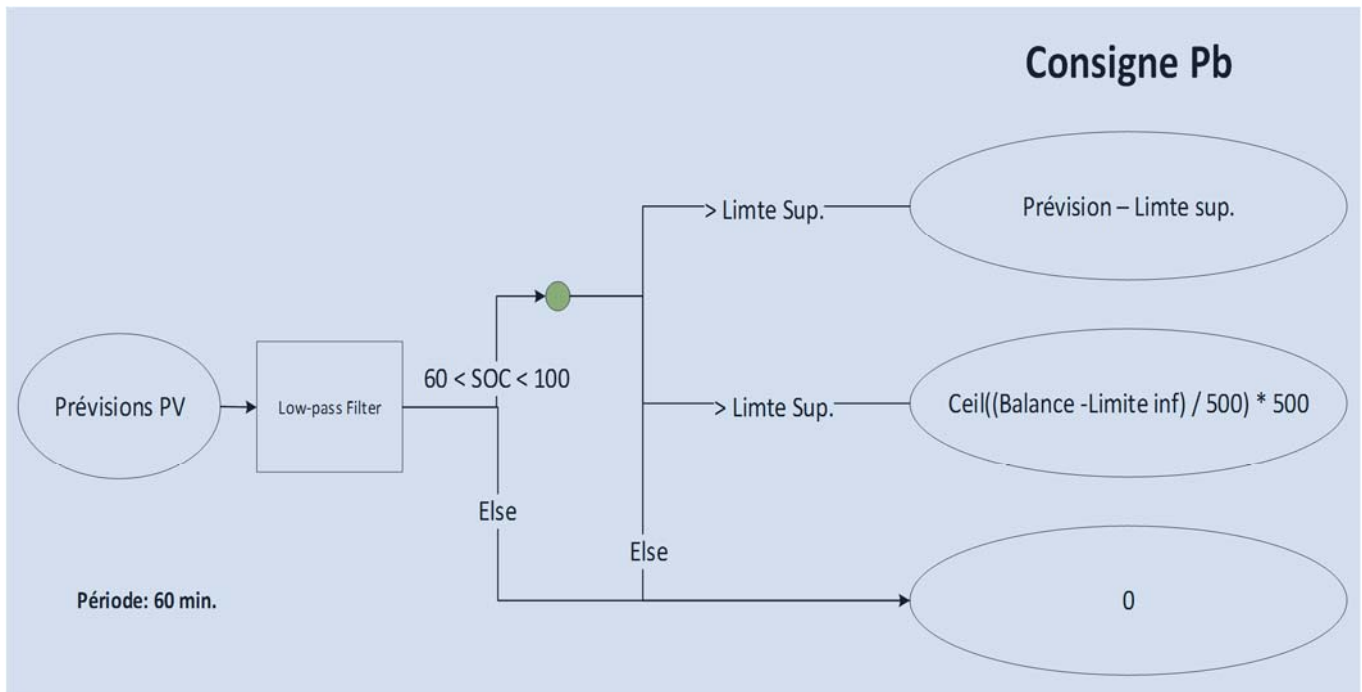 Consigne Pb
> Limte Sup.
Prévision – Limte sup.
60 < SOC < 100
Prévisions PV
Low-pass Filter
> Limte Sup.
Ceil((Balance -Limite inf) / 500) * 500
Else
Else
Période: 60 min.
0